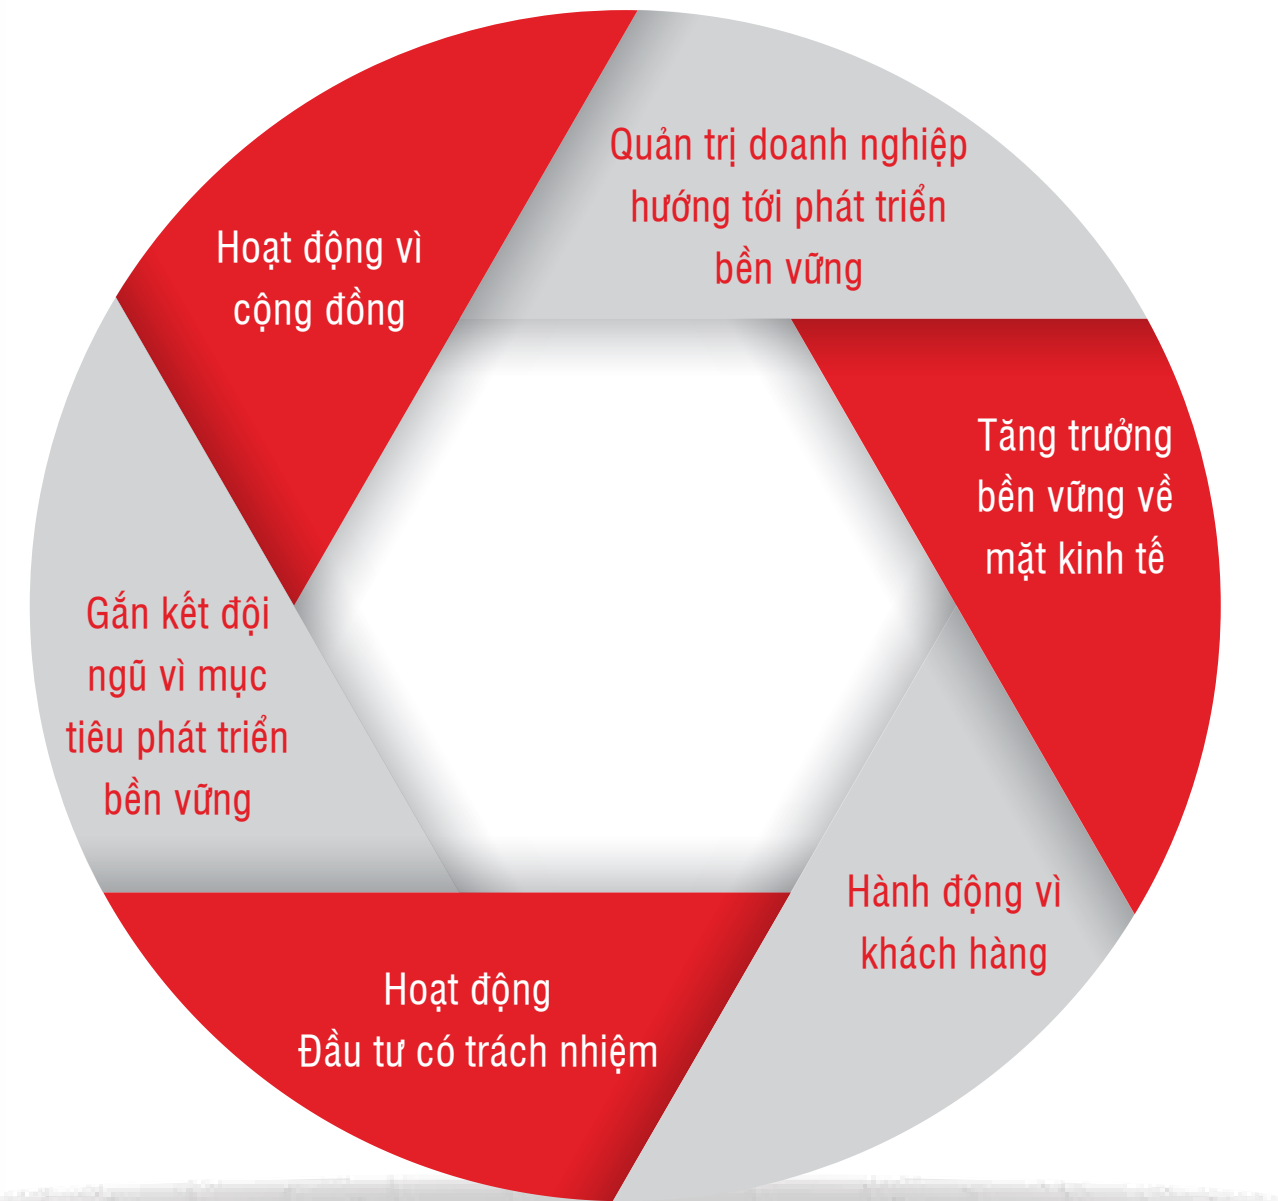 Quản trị doanh nghiệp
hướng tới phát triển
bền vững
Tăng trưởng
bền vững về
mặt kinh tế
Hành động vì
khách hàng
Hoạt động
Đầu tư có trách nhiệm
Gắn kết đội
ngũ vì mục
tiêu phát triển
bền vững
Hoạt động vì
cộng đồng